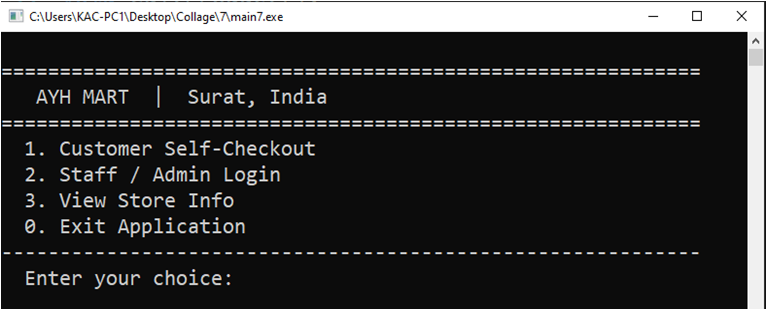 C:\Users\KAC-PC1\Desktop\Collage\7\main7.exe
============================================================
AYH MART | Surat, India
============================================================
1. Customer Self-Checkout
2. Staff / Admin Login
3. View Store Info
0. Exit Application
------------------------------------------------------------
Enter your choice: